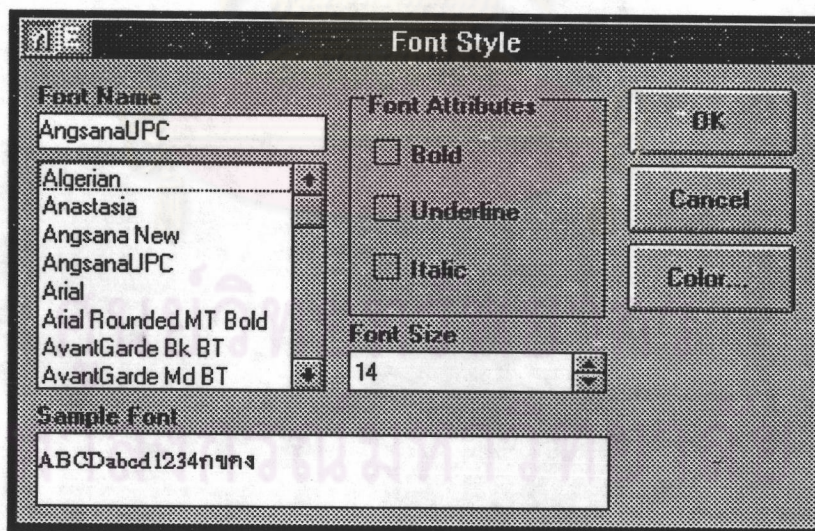 ก E Font Style
Font Name
AngsanaUPC
Algerian
Anastasia
Angsana New
AngsanaUPC
Arial
Arial Rounded MT Bold
AvantGarde Bk BT
AvantGarde Md BT
Font Attributes
Bold
Underline
Italic
Font Size
14
OK
Cancel
Color...
Sample Font
ABCDabcd1234กขคง